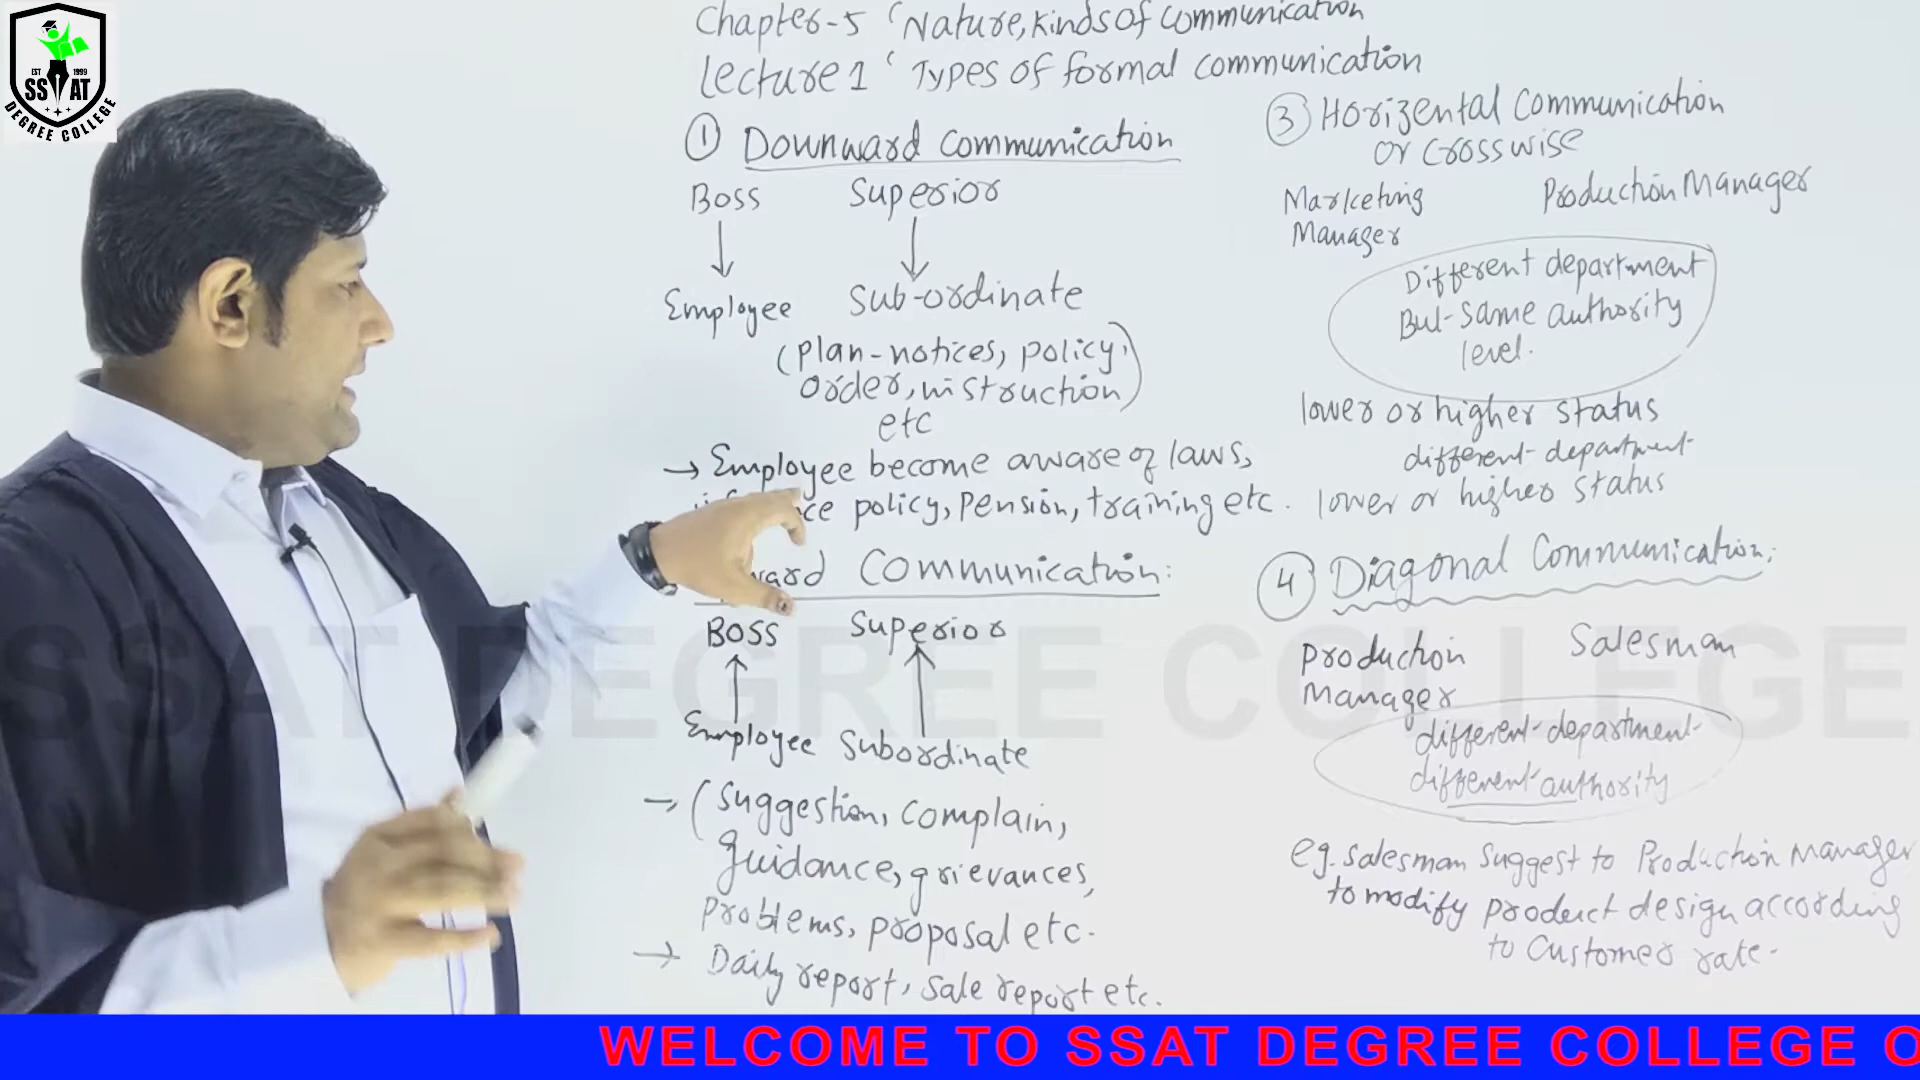 EST 1999
SSAT
DEGREE COLLEGE
Chapter-5 ‘Nature, Kinds of Communication
Lecture 1 ‘Types of formal communication
① Downward communication
Boss Superior
Employee Sub-ordinate
(plan-notices, policy,
order, instruction)
etc
→ Employee become aware of laws,
policy, pension, training etc.
ward Communication:
Boss Superior
Employee Subordinate
→ (Suggestion, Complain,
guidance, grievances,
problems, proposal etc.
→ Daily report, Sale report etc.
③ Horizental Communication
or Crosswise
Marketing Production Manager
Manager
Different department
But-same authority
level.
lower or higher status
different-department
lower or higher status
④ Diagonal Communication:
Production Salesman
Manager
different-department-
different authority
eg. Salesman suggest to Production Manager
to modify product design according
to Customer rate.
SSAT DEGREE COLLEGE
WELCOME TO SSAT DEGREE COLLEGE